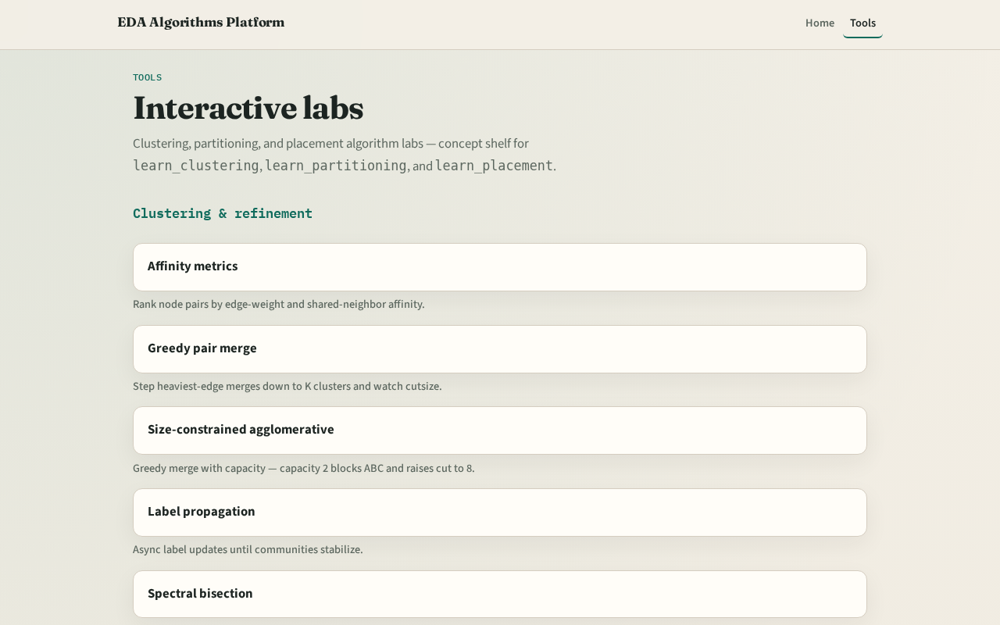 EDA Algorithms Platform
Home
Tools
TOOLS
Interactive labs
Clustering, partitioning, and placement algorithm labs — concept shelf for
learn_clustering, learn_partitioning, and learn_placement.
Clustering & refinement
Affinity metrics
Rank node pairs by edge-weight and shared-neighbor affinity.
Greedy pair merge
Step heaviest-edge merges down to K clusters and watch cutsize.
Size-constrained agglomerative
Greedy merge with capacity — capacity 2 blocks ABC and raises cut to 8.
Label propagation
Async label updates until communities stabilize.
Spectral bisection